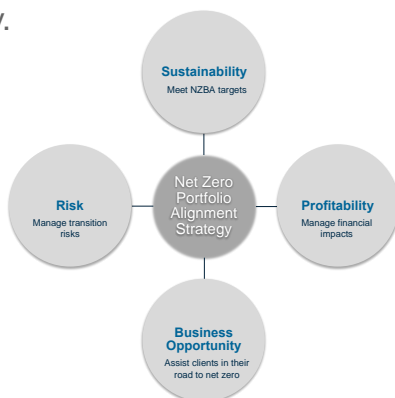 y.
Sustainability
Meet NZBA targets
Net Zero
Portfolio
Alignment
Strategy
Risk
Manage transition
risks
Profitability
Manage financial
impacts
Business
Opportunity
Assist clients in their
road to net zero